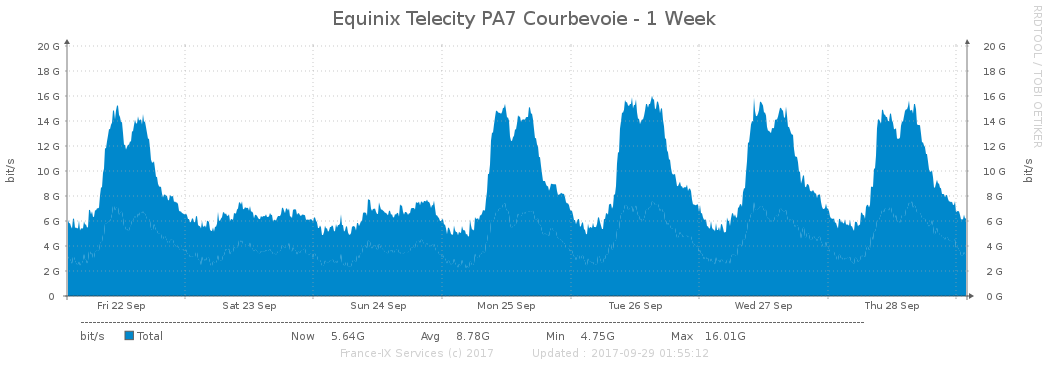 Equinix Telecity PA7 Courbevoie - 1 Week
RRDTOOL / TOBI OETIKER
20 G 20 G
18 G 18 G
16 G 16 G
14 G 14 G
12 G 12 G
10 G 10 G
8 G 8 G
6 G 6 G
4 G 4 G
2 G 2 G
0 0 G
bit/s bit/s
Fri 22 Sep Sat 23 Sep Sun 24 Sep Mon 25 Sep Tue 26 Sep Wed 27 Sep Thu 28 Sep
bit/s Total Now 5.64G Avg 8.78G Min 4.75G Max 16.01G
France-IX Services (c) 2017 Updated : 2017-09-29 01:55:12